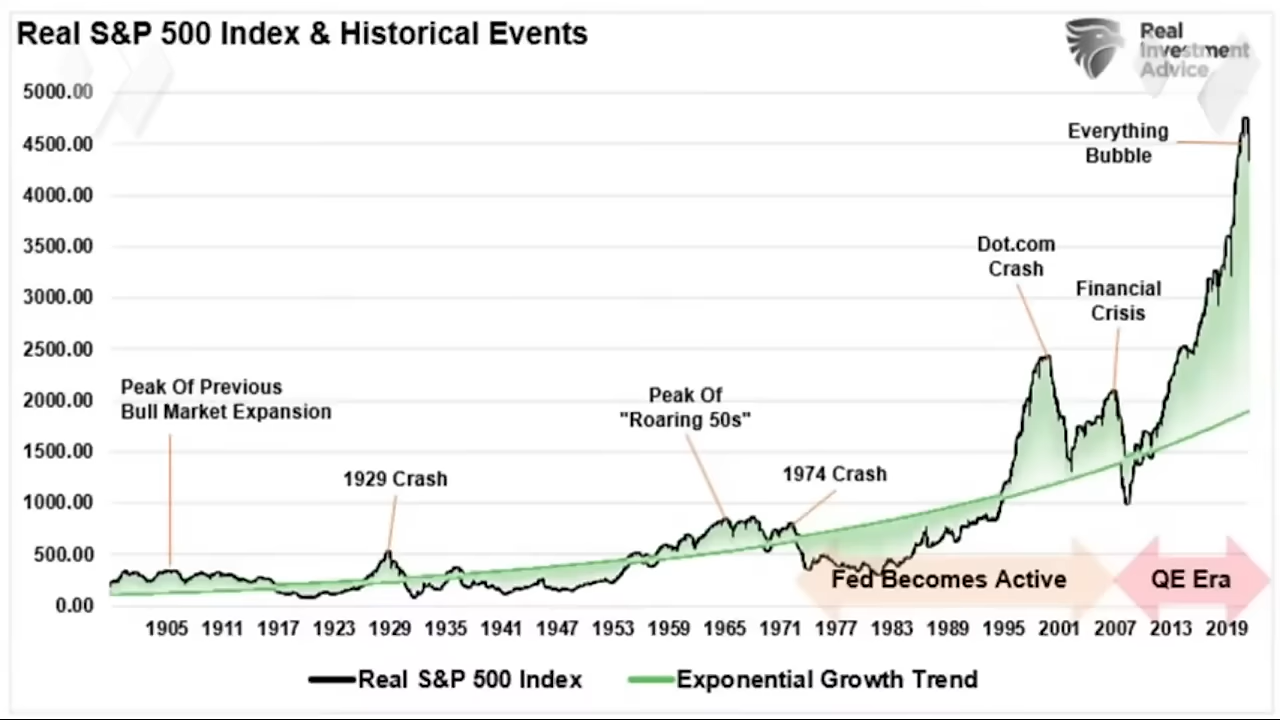 Real S&P 500 Index & Historical Events
Real
Investment
Advice
5000.00
4500.00
4000.00
3500.00
3000.00
2500.00
2000.00
1500.00
1000.00
500.00
0.00
Everything
Bubble
Dot.com
Crash
Financial
Crisis
Peak Of Previous
Bull Market Expansion
Peak Of
"Roaring 50s"
1929 Crash
1974 Crash
Fed Becomes Active
QE Era
1905 1911 1917 1923 1929 1935 1941 1947 1953 1959 1965 1971 1977 1983 1989 1995 2001 2007 2013 2019
Real S&P 500 Index
Exponential Growth Trend